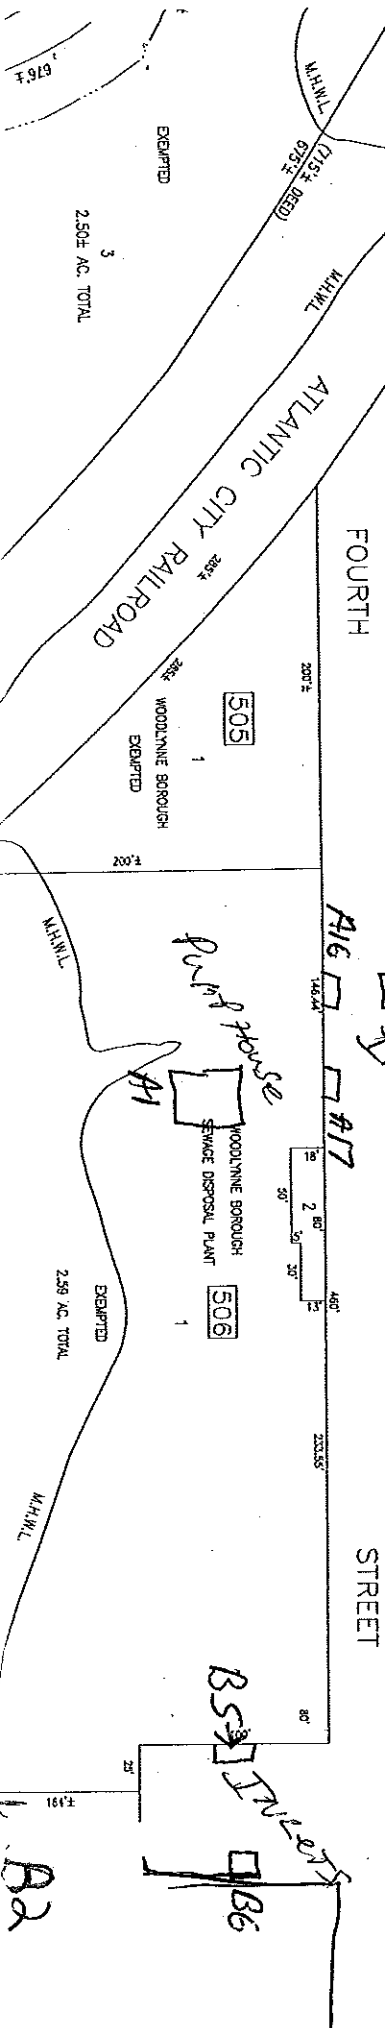 M.H.W.L.
(715'± DEED)
675'±
M.H.W.L.
676'±
EXEMPTED
3
2.50± AC. TOTAL
ATLANTIC CITY RAILROAD
285'±
285±
FOURTH
200'±
505
1
WOODLYNNE BOROUGH
EXEMPTED
200'±
M.H.W.L.
A16
146.44'
A17
Pump House
A1
WOODLYNNE BOROUGH
SEWAGE DISPOSAL PLANT
18'
2
80'
50'
5'
30'
13'
460'
506
1
EXEMPTED
2.59 AC. TOTAL
233.55'
STREET
M.H.W.L.
80'
B5
INLETS
25'
191'±
B6
B2